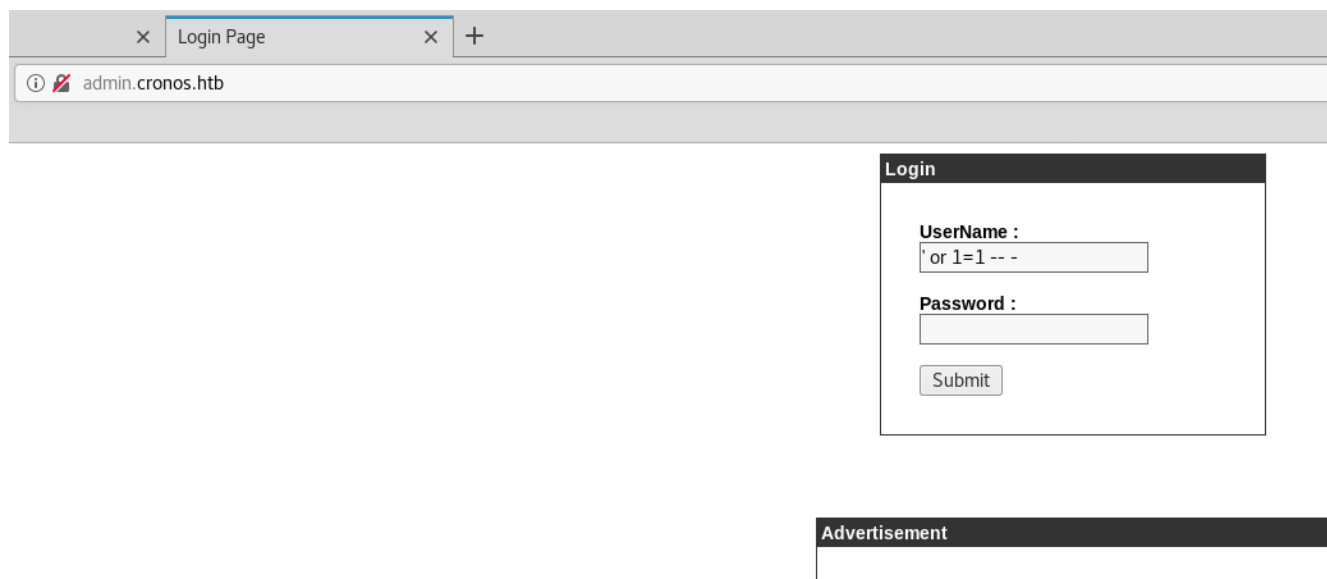 Login Page
admin.cronos.htb
Login
UserName :
' or 1=1 -- -
Password :
Submit
Advertisement